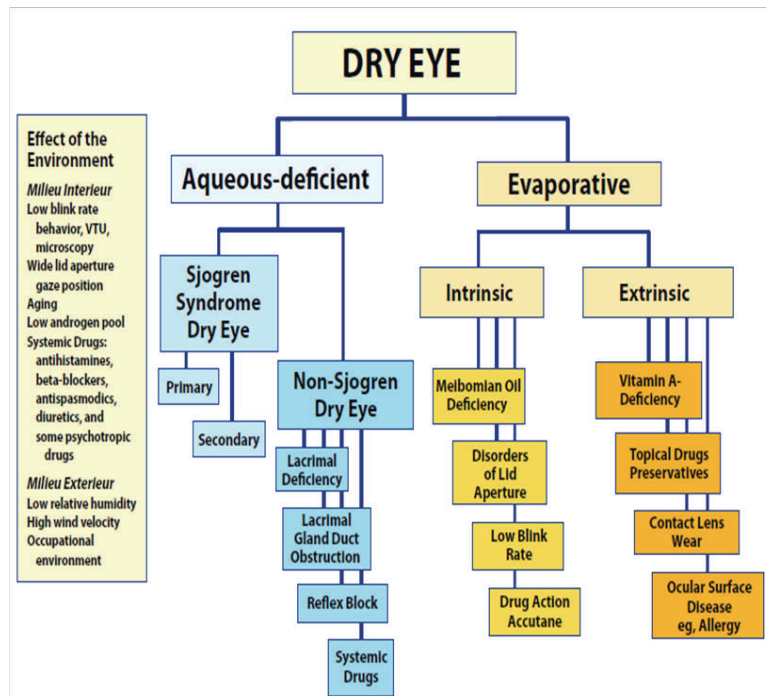 DRY EYE
Effect of the
Environment
Milieu Interieur
Low blink rate
behavior, VTU,
microscopy
Wide lid aperture
gaze position
Aging
Low androgen pool
Systemic Drugs:
antihistamines,
beta-blockers,
antispasmodics,
diuretics, and
some psychotropic
drugs
Milieu Exterieur
Low relative humidity
High wind velocity
Occupational
environment
Aqueous-deficient
Sjogren
Syndrome
Dry Eye
Primary
Secondary
Non-Sjogren
Dry Eye
Lacrimal
Deficiency
Lacrimal
Gland Duct
Obstruction
Reflex Block
Systemic
Drugs
Evaporative
Intrinsic
Meibomian Oil
Deficiency
Disorders
of Lid
Aperture
Low Blink
Rate
Drug Action
Accutane
Extrinsic
Vitamin A-
Deficiency
Topical Drugs
Preservatives
Contact Lens
Wear
Ocular Surface
Disease
eg, Allergy